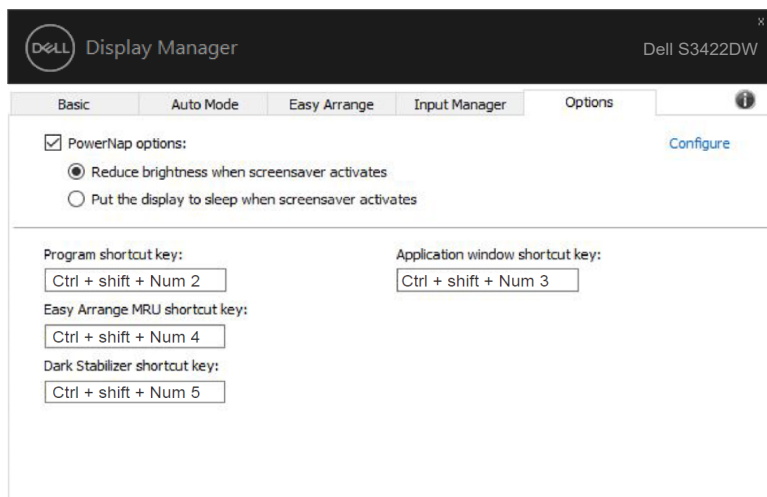 x
DELL Display Manager
Dell S3422DW
Basic Auto Mode Easy Arrange Input Manager Options i
PowerNap options: Configure
Reduce brightness when screensaver activates
Put the display to sleep when screensaver activates
Program shortcut key: Application window shortcut key:
Ctrl + shift + Num 2 Ctrl + shift + Num 3
Easy Arrange MRU shortcut key:
Ctrl + shift + Num 4
Dark Stabilizer shortcut key:
Ctrl + shift + Num 5